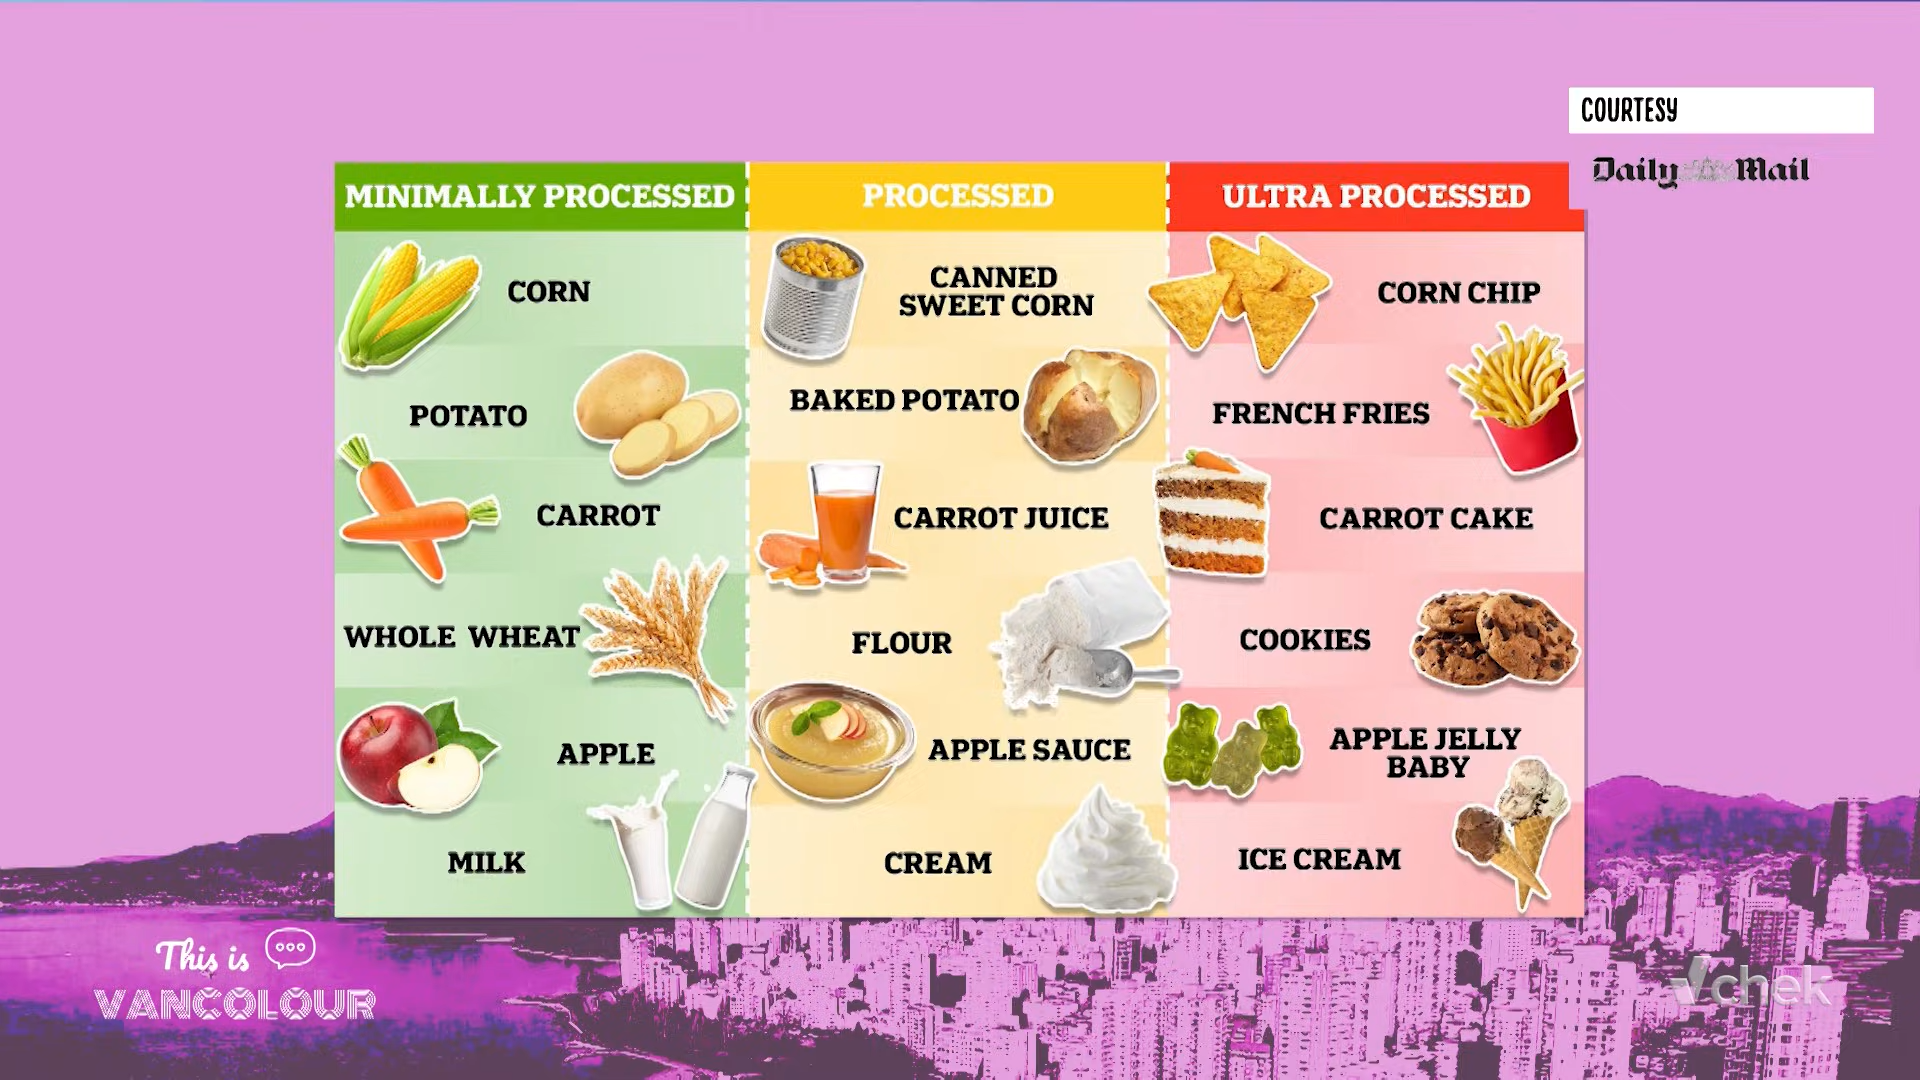 COURTESY
Daily Mail
MINIMALLY PROCESSED
PROCESSED
ULTRA PROCESSED
CORN
CANNED
SWEET CORN
CORN CHIP
POTATO
BAKED POTATO
FRENCH FRIES
CARROT
CARROT JUICE
CARROT CAKE
WHOLE WHEAT
FLOUR
COOKIES
APPLE
APPLE SAUCE
APPLE JELLY
BABY
MILK
CREAM
ICE CREAM
This is
VANCOLOUR
chek